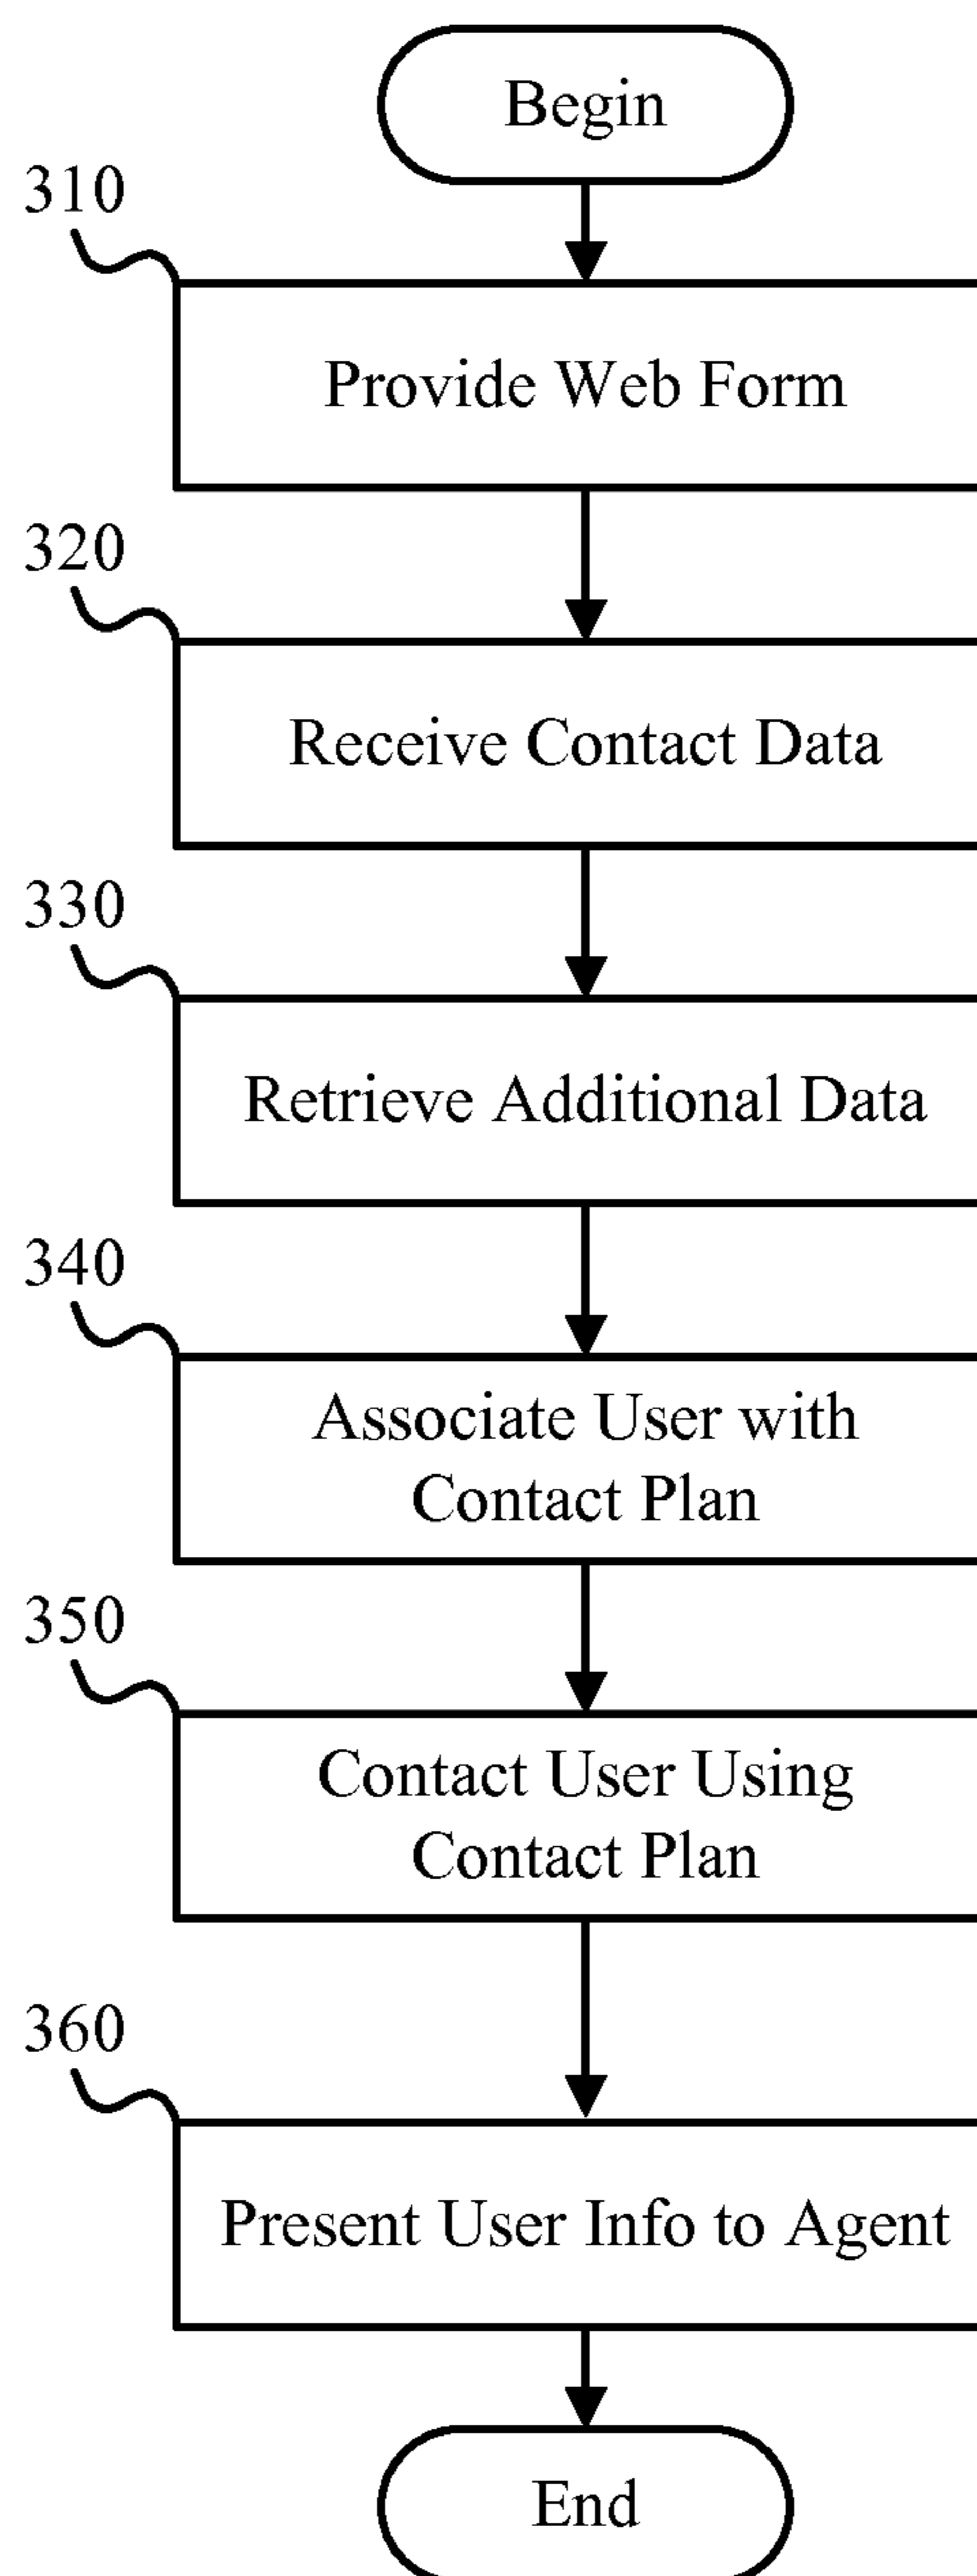 Begin
310
Provide Web Form
320
Receive Contact Data
330
Retrieve Additional Data
340
Associate User with
Contact Plan
350
Contact User Using
Contact Plan
360
Present User Info to Agent
End